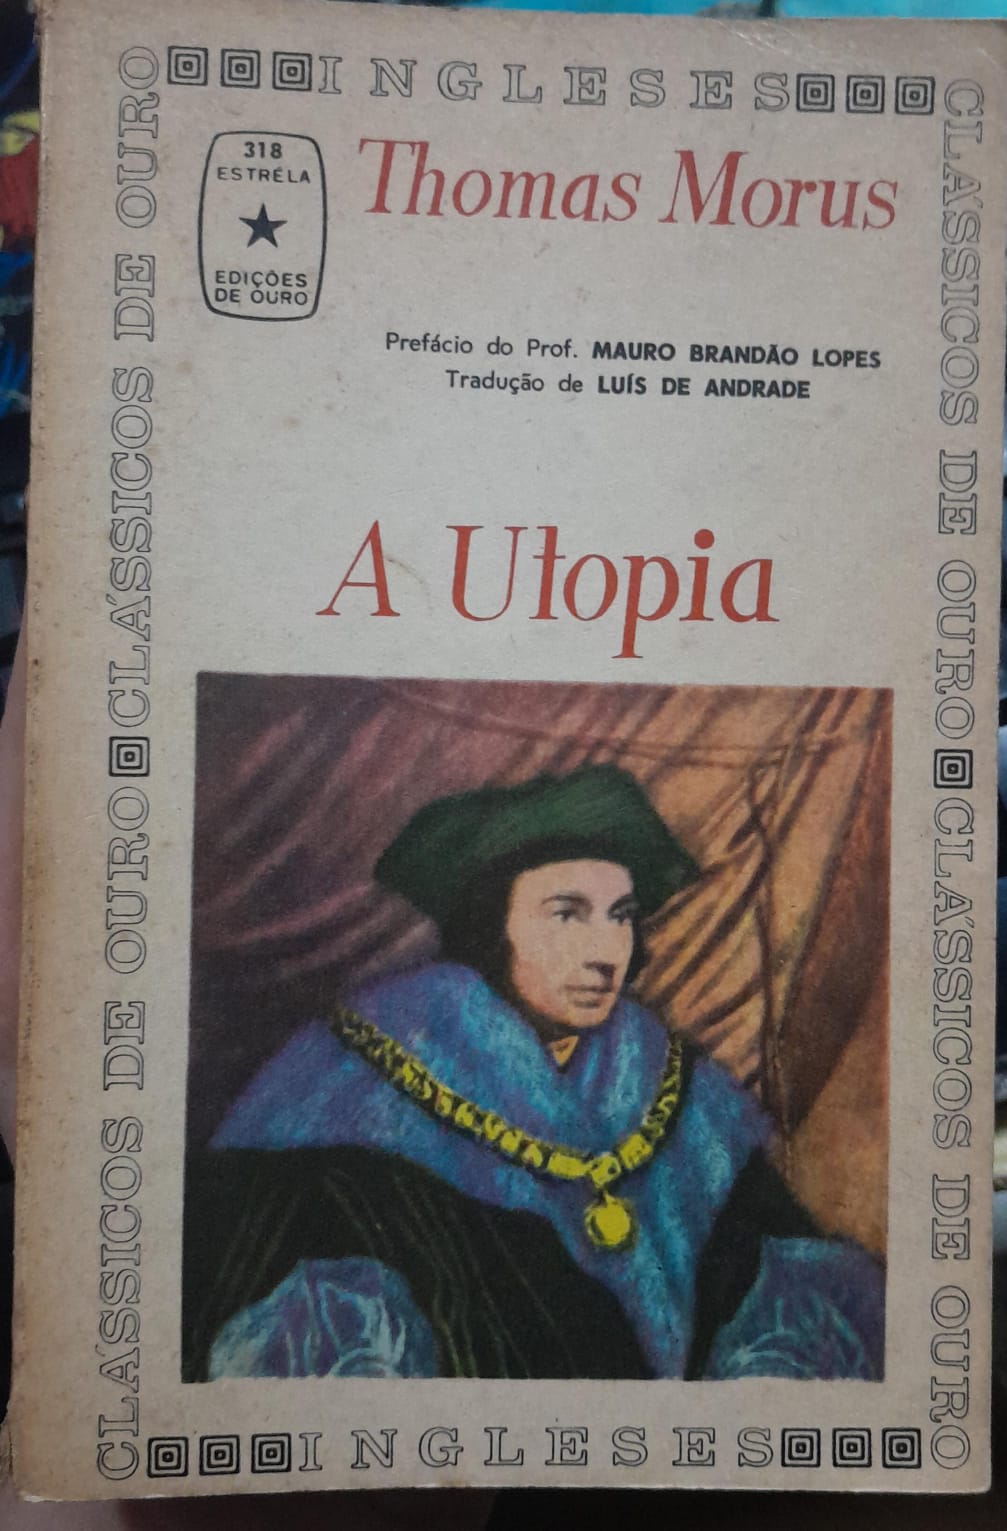 INGLESES
318
ESTRÊLA
EDIÇÕES
DE OURO
Thomas Morus
Prefácio do Prof. MAURO BRANDÃO LOPES
Tradução de LUÍS DE ANDRADE
A Utopia
CLÁSSICOS DE OURO CLÁSSICOS DE OURO
CLÁSSICOS DE OURO CLÁSSICOS DE OURO
INGLESES